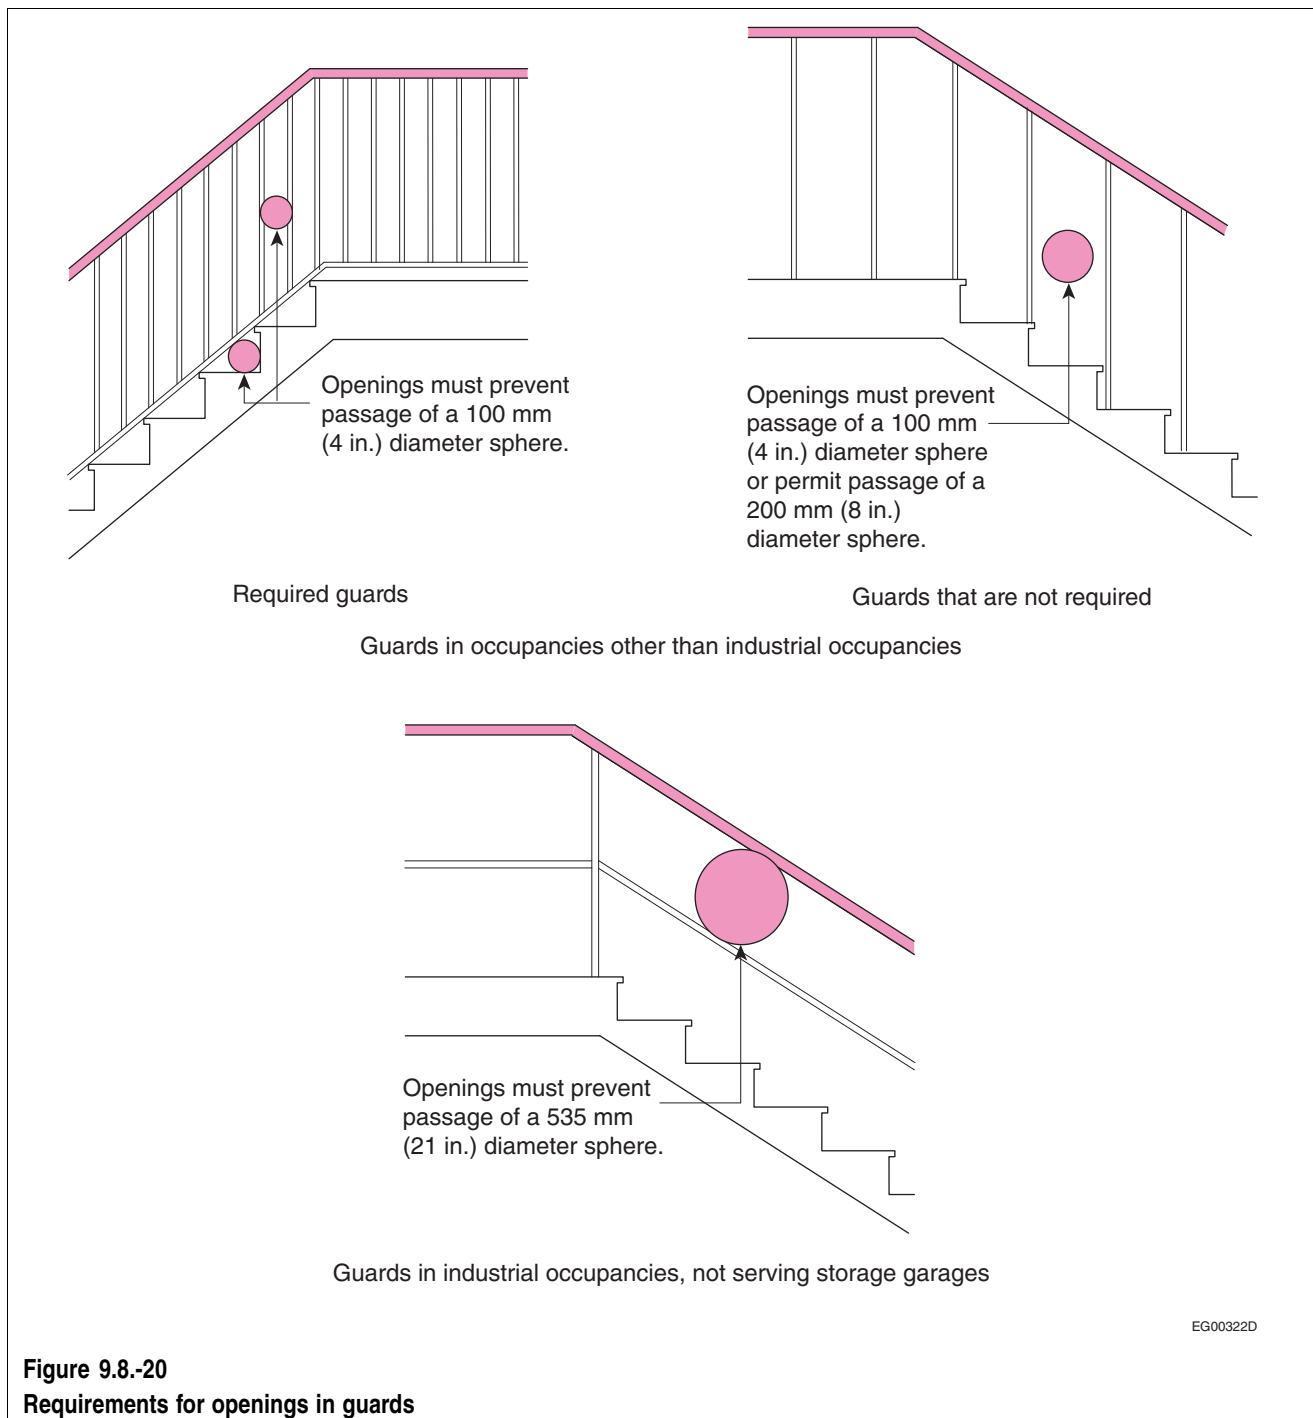 Openings must prevent
passage of a 100 mm
(4 in.) diameter sphere.
Openings must prevent
passage of a 100 mm
(4 in.) diameter sphere
or permit passage of a
200 mm (8 in.)
diameter sphere.
Required guards
Guards that are not required
Guards in occupancies other than industrial occupancies
Openings must prevent
passage of a 535 mm
(21 in.) diameter sphere.
Guards in industrial occupancies, not serving storage garages
EG00322D
Figure 9.8.-20
Requirements for openings in guards